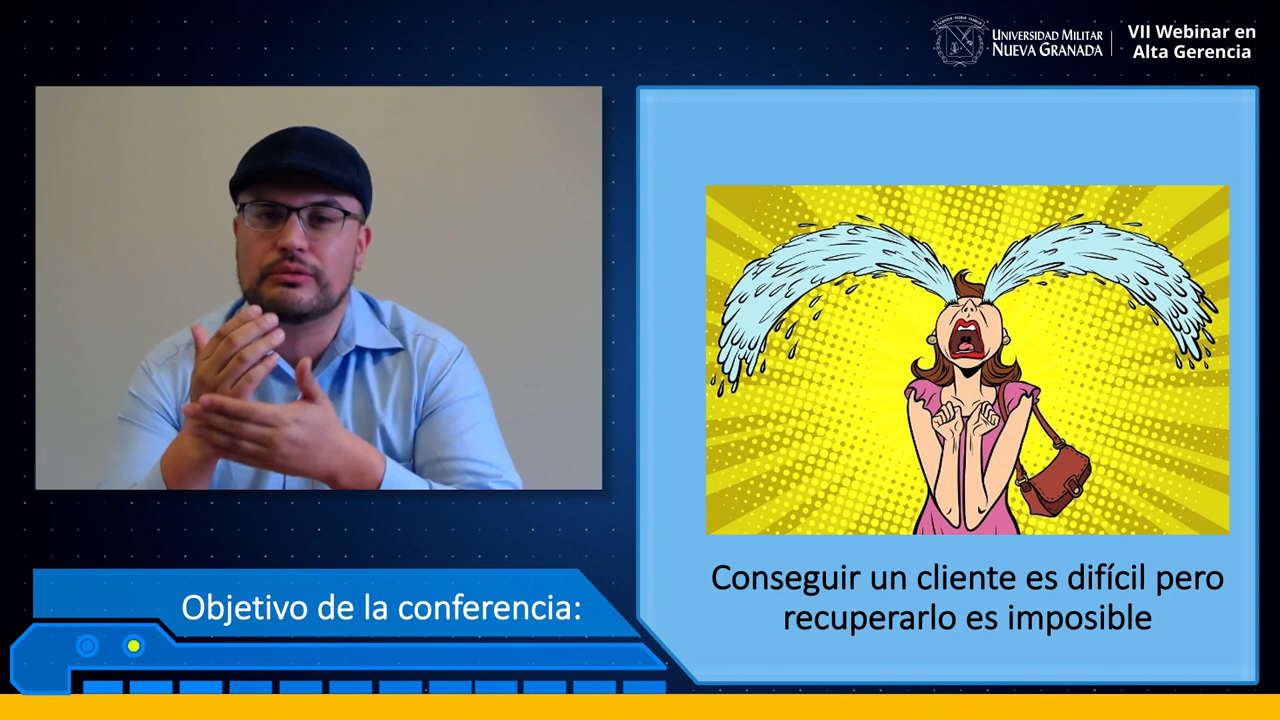 UNIVERSIDAD MILITAR
NUEVA GRANADA
VII Webinar en
Alta Gerencia
Objetivo de la conferencia:
Conseguir un cliente es difícil pero
recuperarlo es imposible